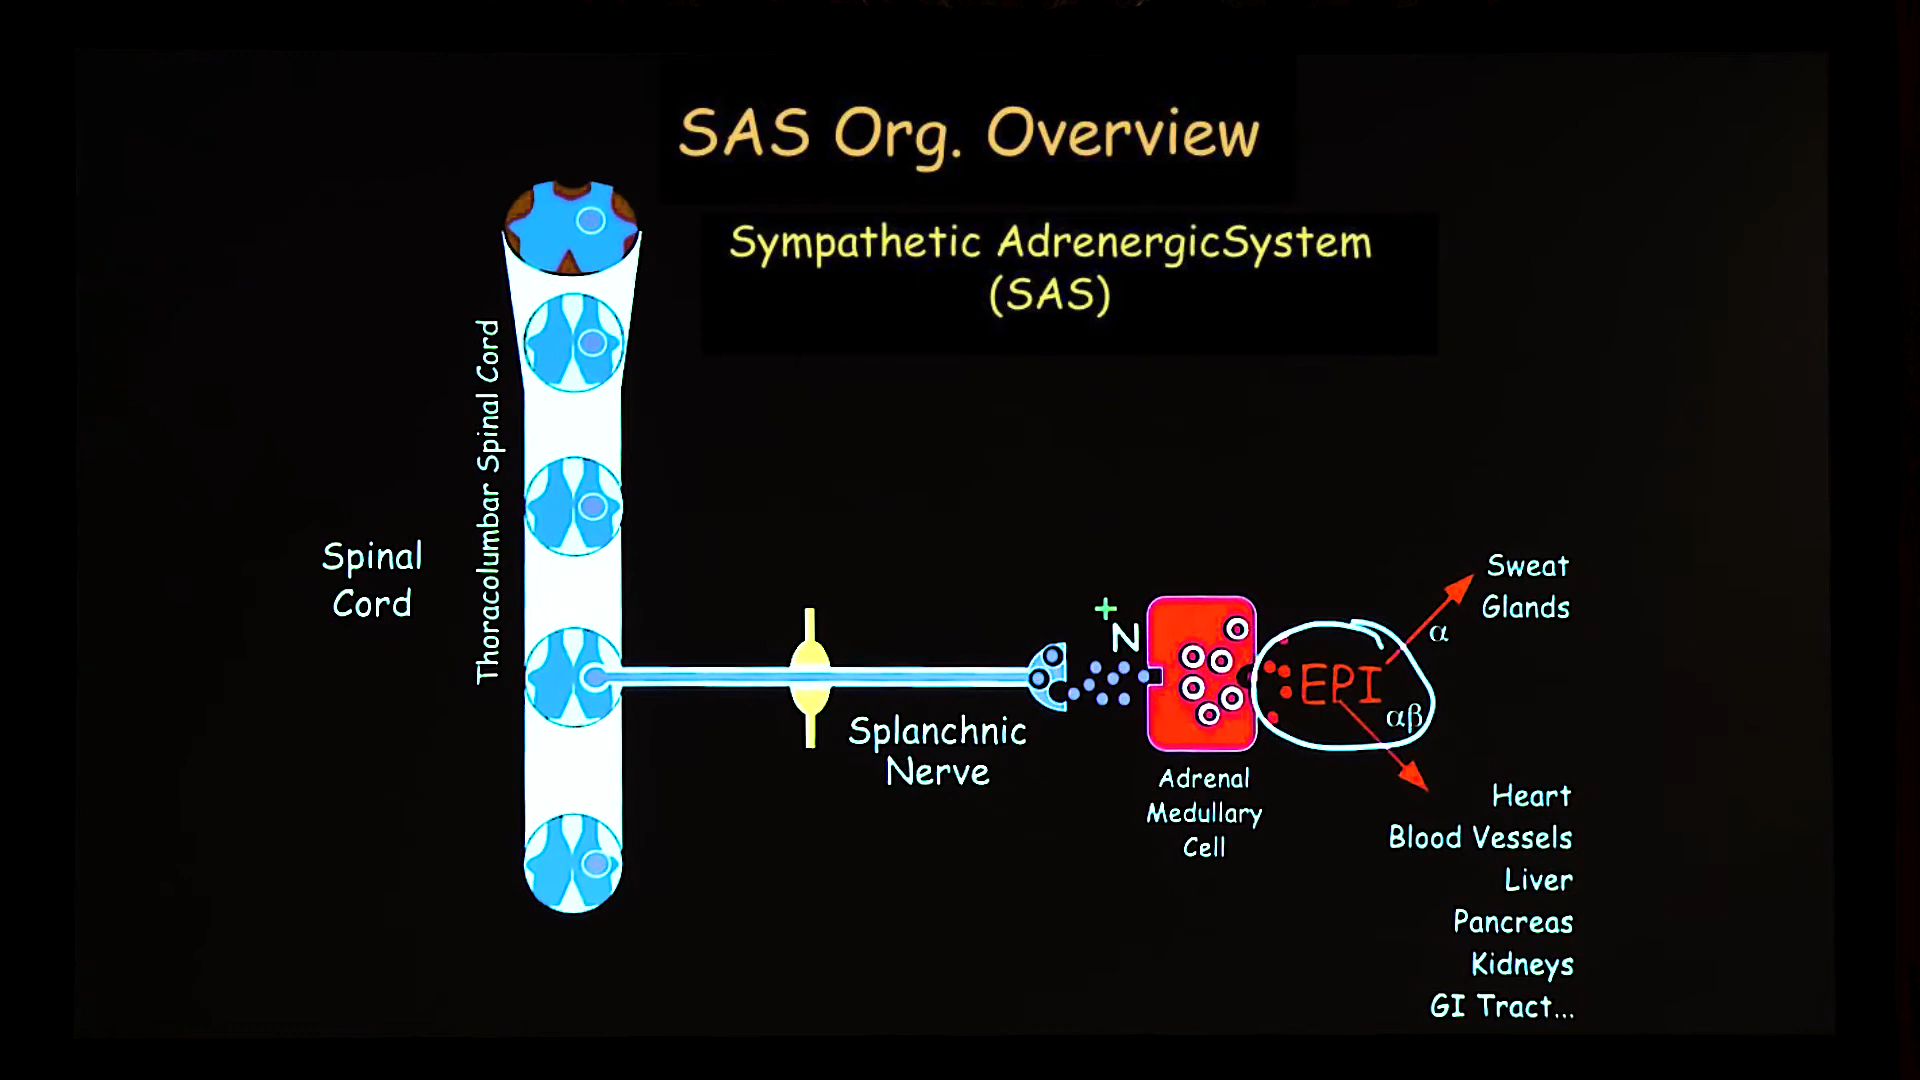 SAS Org. Overview
Sympathetic AdrenergicSystem
(SAS)
Thoracolumbar Spinal Cord
Spinal
Cord
Splanchnic
Nerve
+
N
Adrenal
Medullary
Cell
EPI
α
αβ
Sweat
Glands
Heart
Blood Vessels
Liver
Pancreas
Kidneys
GI Tract...